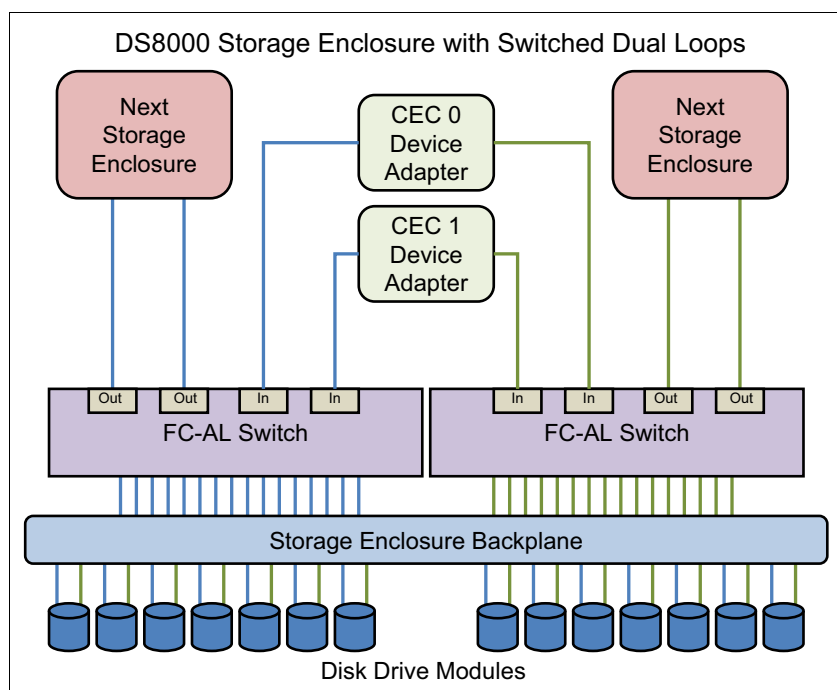 DS8000 Storage Enclosure with Switched Dual Loops
Next
Storage
Enclosure
CEC 0
Device
Adapter
Next
Storage
Enclosure
CEC 1
Device
Adapter
Out
Out
In
In
FC-AL Switch
In
In
Out
Out
FC-AL Switch
Storage Enclosure Backplane
Disk Drive Modules